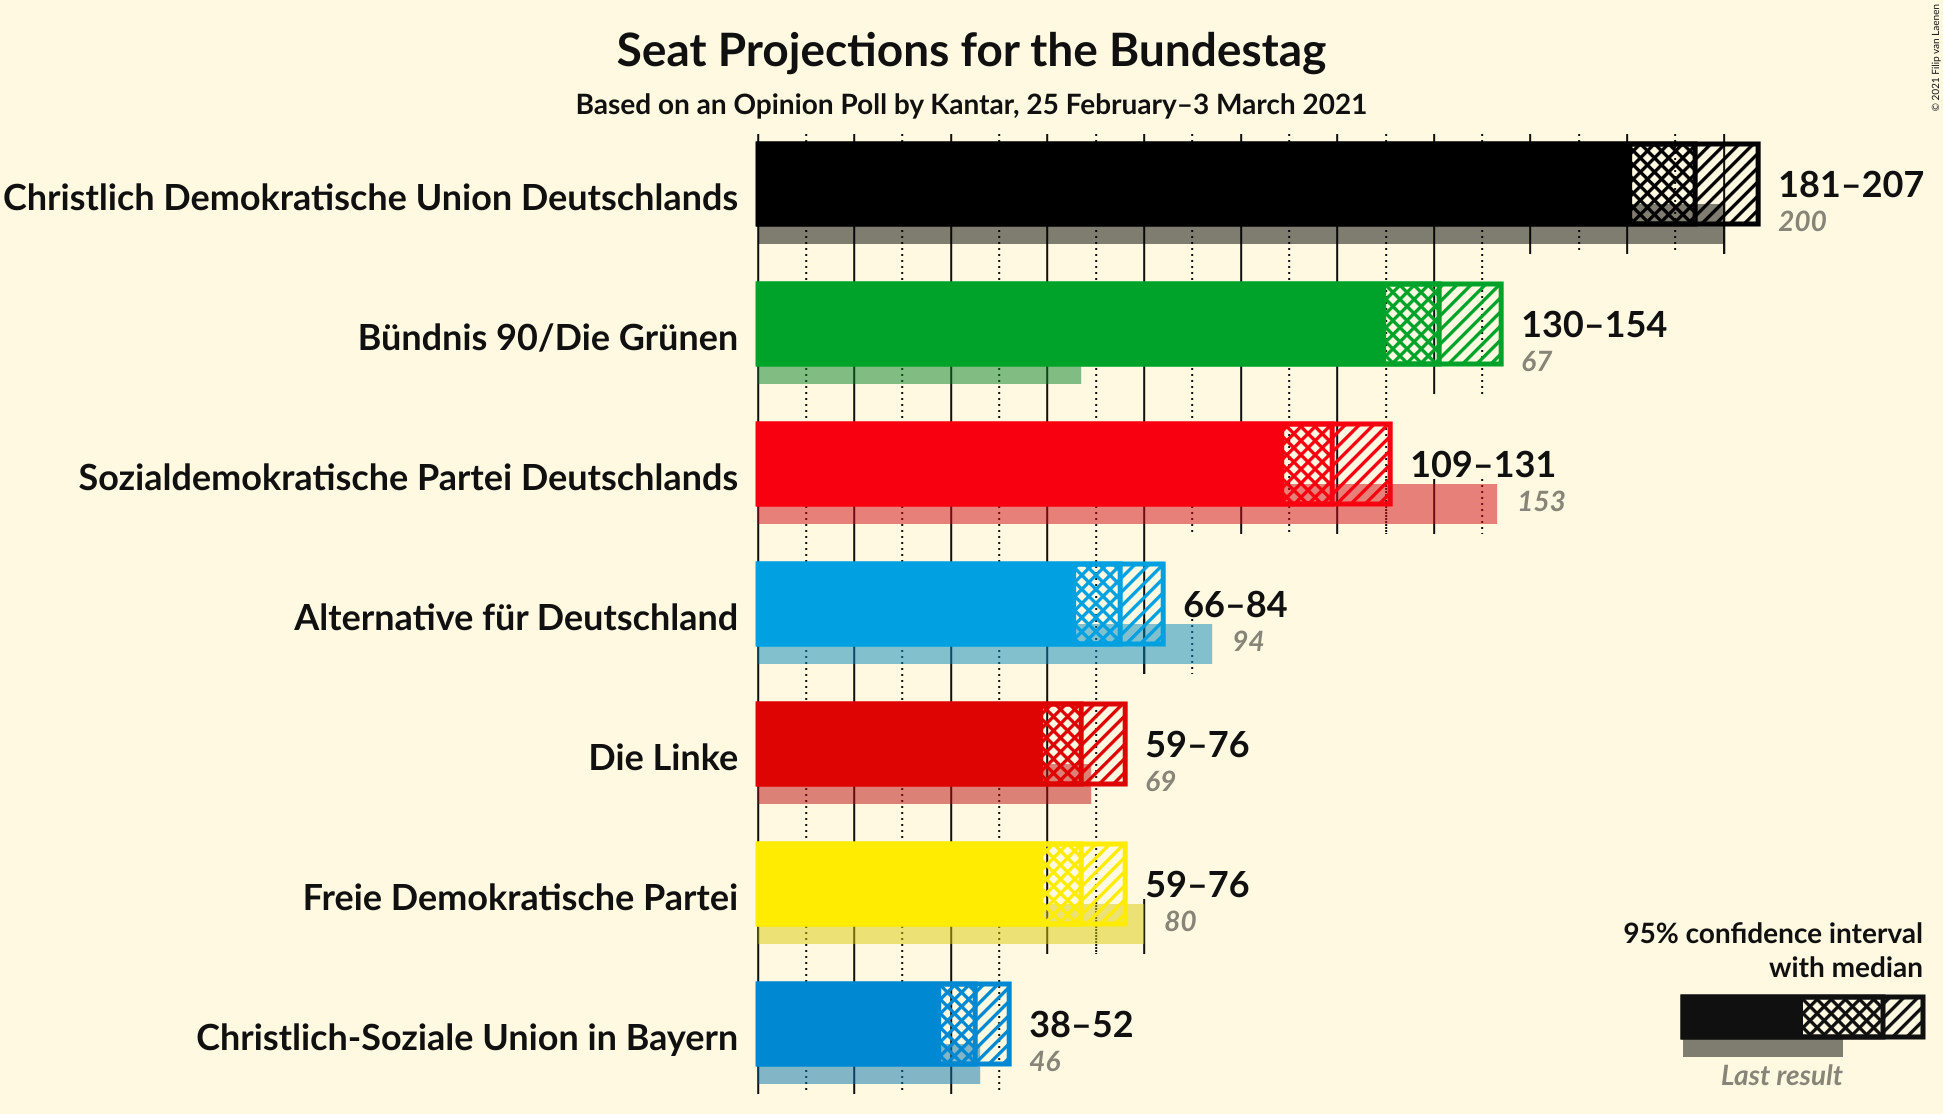 Seat Projections for the Bundestag
Based on an Opinion Poll by Kantar, 25 February–3 March 2021
© 2021 Filip van Laenen
Christlich Demokratische Union Deutschlands
181–207
200
Bündnis 90/Die Grünen
130–154
67
Sozialdemokratische Partei Deutschlands
109–131
153
Alternative für Deutschland
66–84
94
Die Linke
59–76
69
Freie Demokratische Partei
59–76
80
Christlich-Soziale Union in Bayern
38–52
46
95% confidence interval
with median
Last result